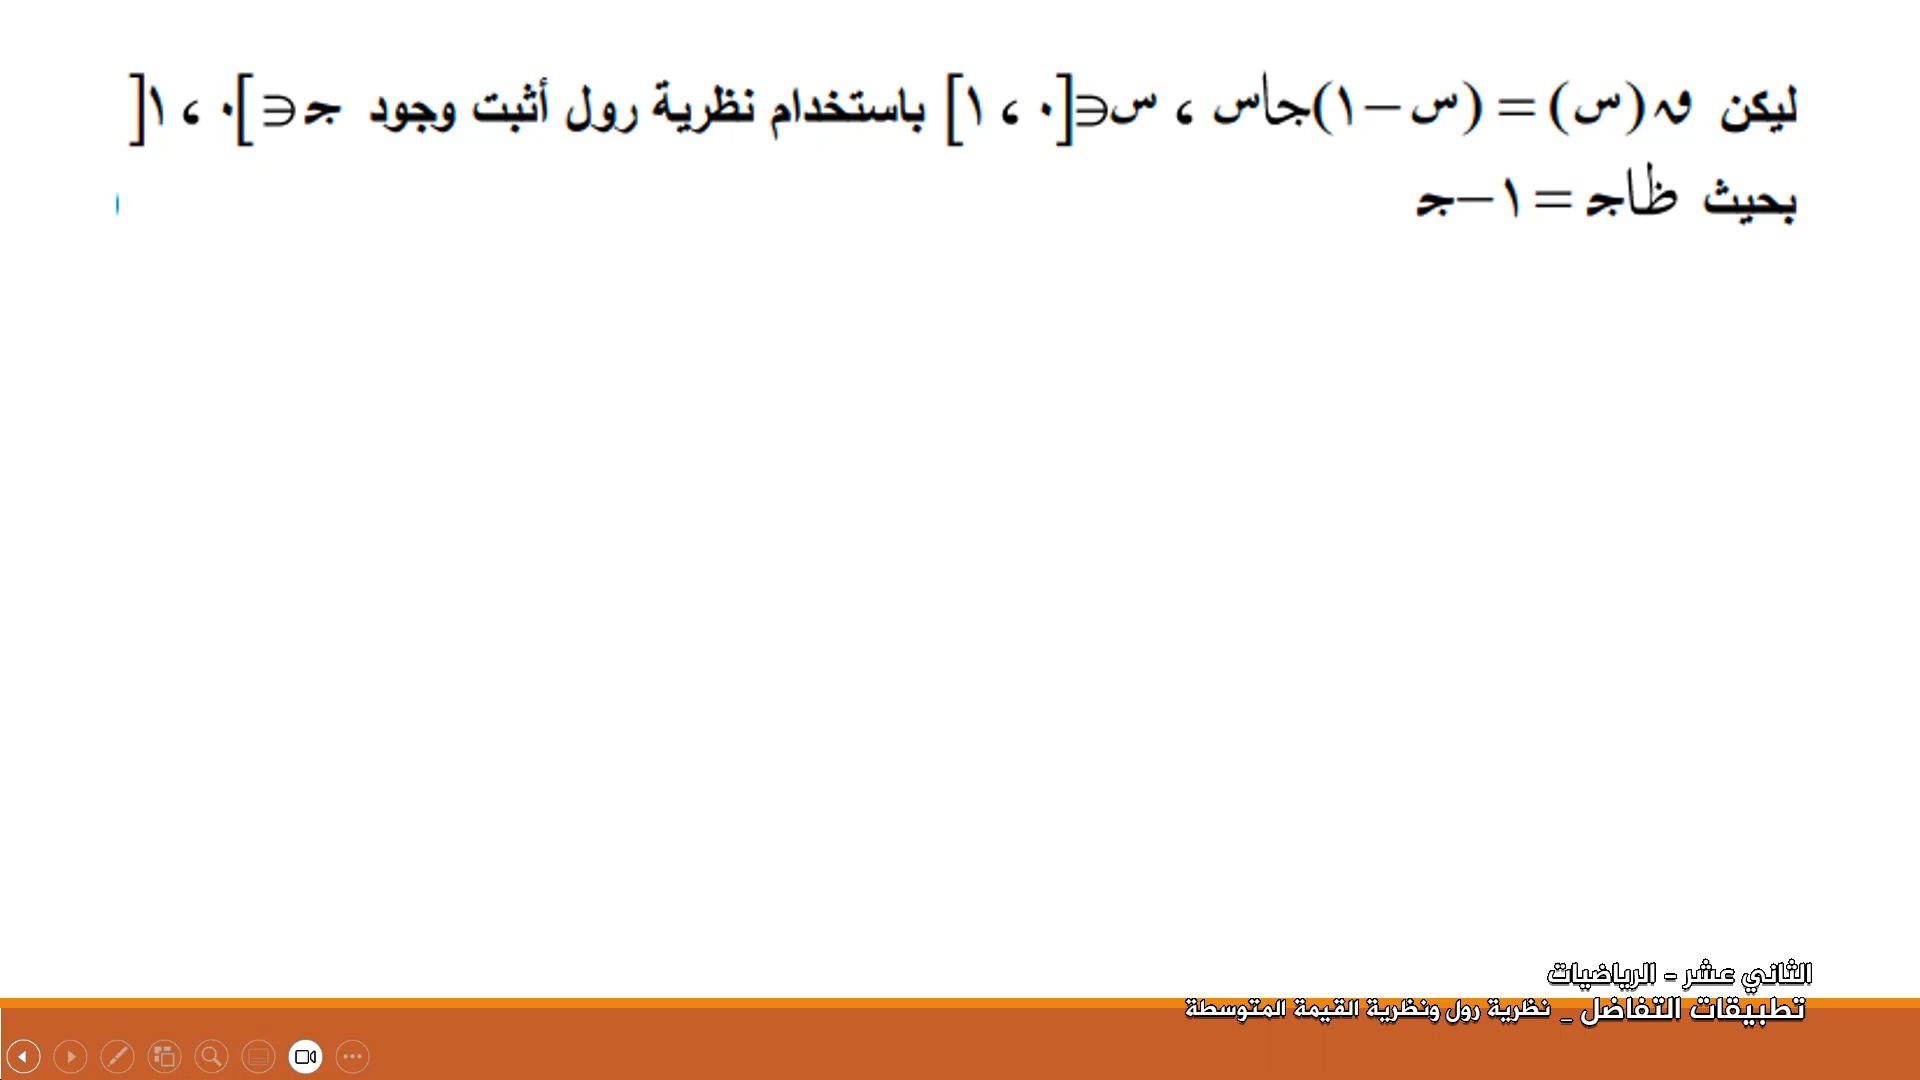 ليكن ق(س) = (س – ١)جاس ، س∈[٠ ، ١] باستخدام نظرية رول أثبت وجود جـ ∈]٠ ، ١[
بحيث ظاجـ = ١ – جـ
الثاني عشر - الرياضيات
تطبيقات التفاضل _ نظرية رول ونظرية القيمة المتوسطة